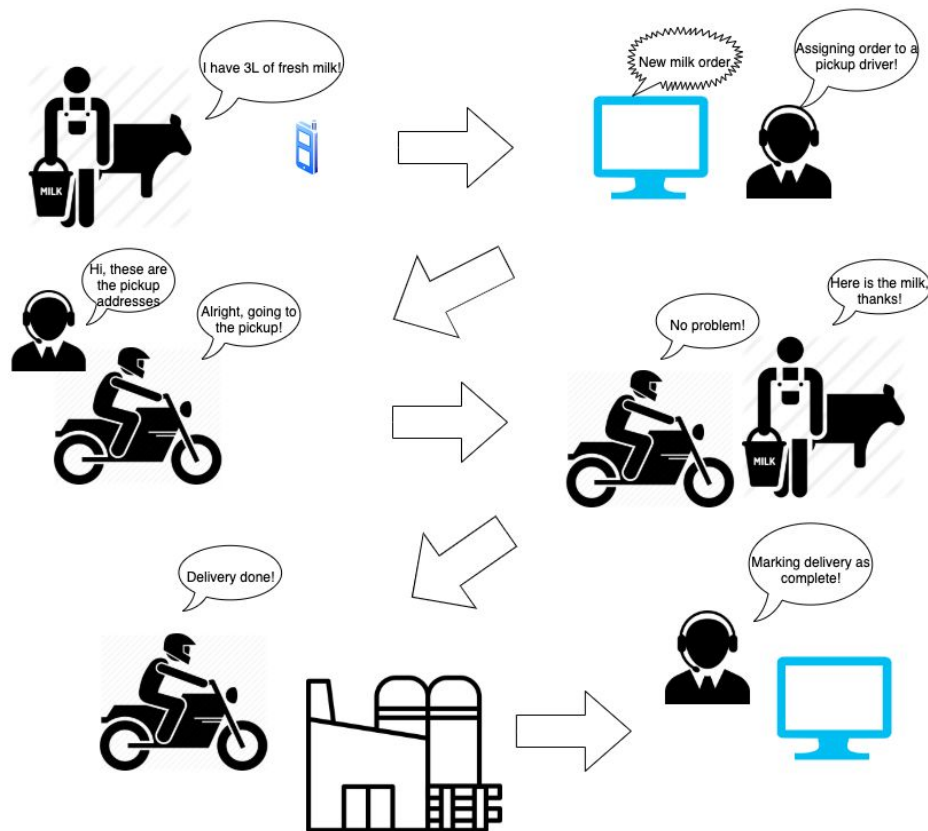 I have 3L of fresh milk!
MILK
New milk order
Assigning order to a
pickup driver!
Hi, these are
the pickup
addresses
Alright, going to
the pickup!
No problem!
Here is the milk,
thanks!
MILK
Delivery done!
Marking delivery as
complete!